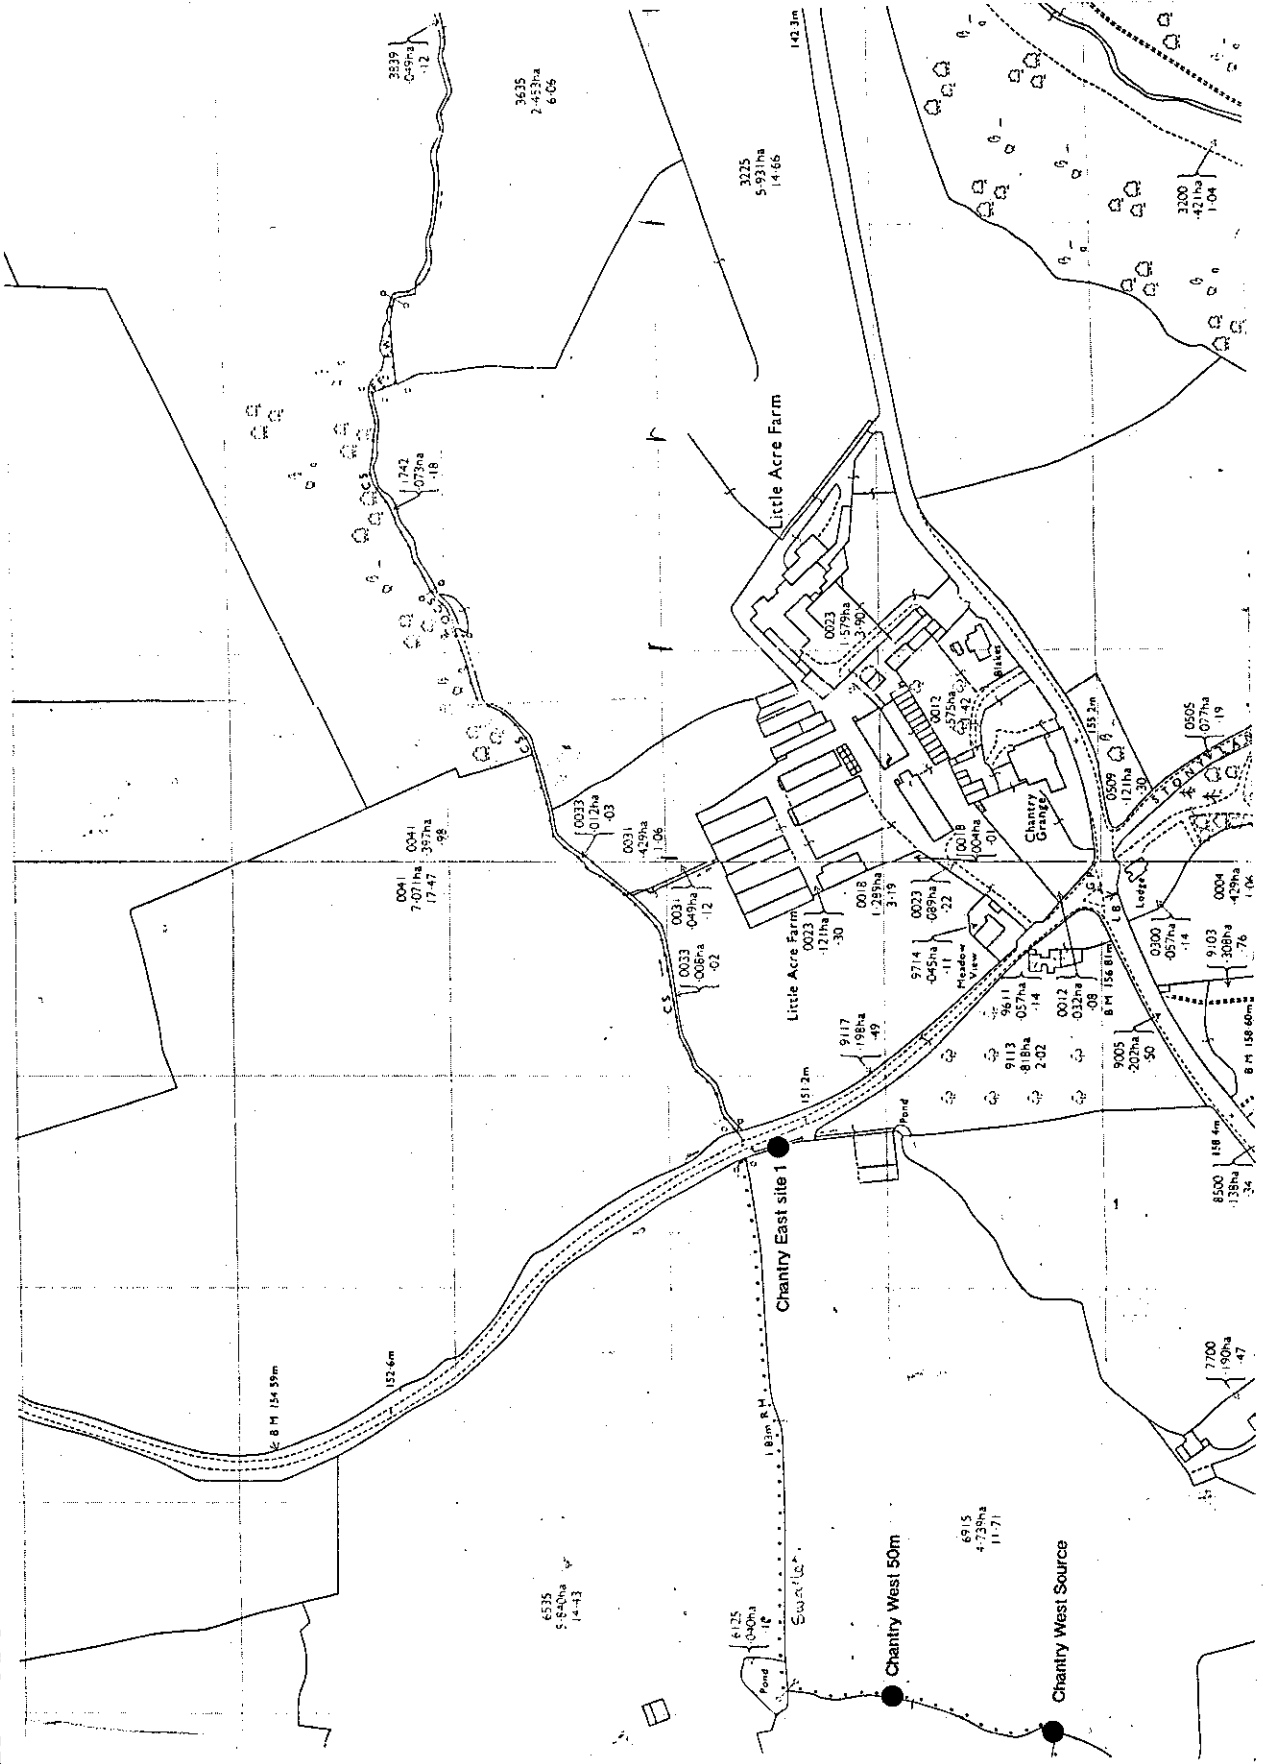 3839
·049ha
·12
3635
2·453ha
6·06
3225
5·931ha
14·66
142·3m
3200
·421ha
1·04
1742
·073ha
·18
C S
C S
C S
Little Acre Farm
0023
1·579ha
3·90
0012
·575ha
1·42
Blakes
155·2m
0505
·077ha
·19
0509
·121ha
·30
Chantry
Grange
0018
·004ha
·01
0041
7·071ha
17·47
0041
·397ha
·98
0033
·012ha
·03
0031
·429ha
1·06
0031
·049ha
·12
0033
·008ha
·02
C S
Little Acre Farm
0023
·121ha
·30
0018
1·289ha
3·19
0023
·089ha
·22
9714
·045ha
·11
Meadow
View
9611
·057ha
·14
0012
·032ha
·08
B M 156·81m
L B
Lodge
0300
·057ha
·14
0004
·429ha
1·06
9103
·308ha
·76
B M 158·60m
9117
·198ha
·49
9113
·818ha
2·02
9005
·202ha
·50
151·2m
Pond
158·4m
8500
·138ha
·34
Chantry East site 1
B M 154·59m
152·6m
1·83m R H
7700
·190ha
·47
6915
4·739ha
11·71
6535
5·840ha
14·43
6125
·040ha
Pond
Chantry West 50m
Chantry West Source